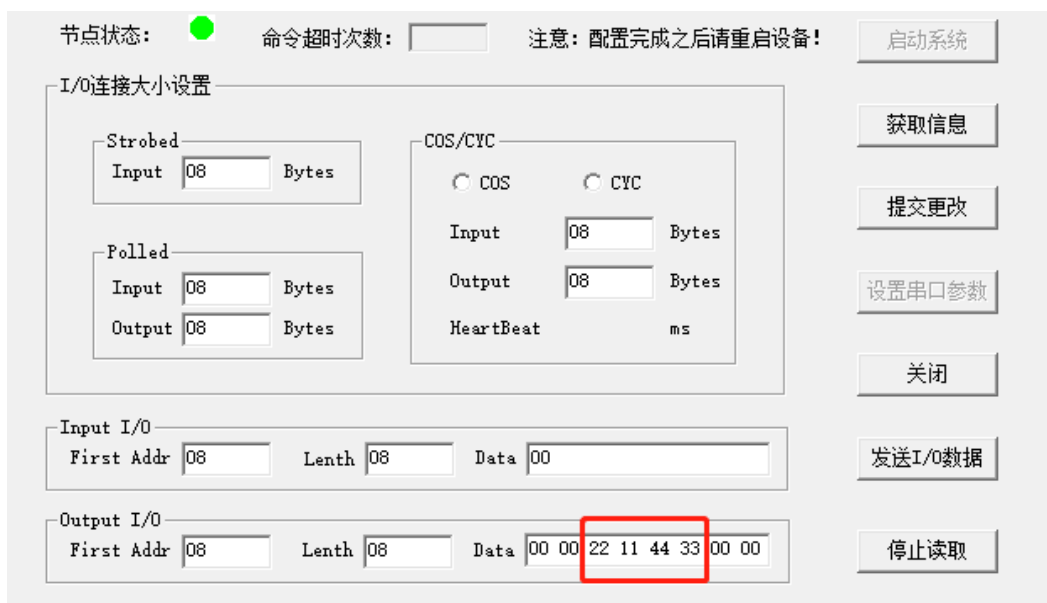 节点状态： 命令超时次数： 注意：配置完成之后请重启设备！ 启动系统
I/O连接大小设置
获取信息
Strobed COS/CYC
Input 08 Bytes
COS CYC
提交更改
Input 08 Bytes
Polled
Input 08 Bytes Output 08 Bytes 设置串口参数
Output 08 Bytes HeartBeat ms
关闭
Input I/O
First Addr 08 Lenth 08 Data 00 发送I/O数据
Output I/O
First Addr 08 Lenth 08 Data 00 00 22 11 44 33 00 00 停止读取